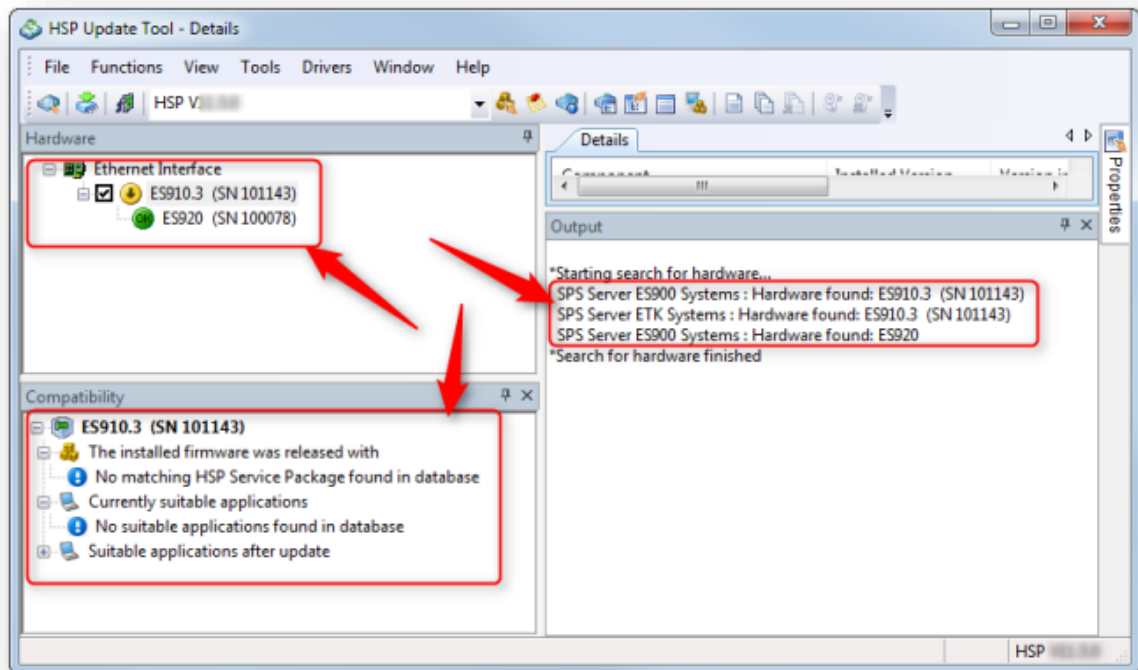 HSP Update Tool - Details
File Functions View Tools Drivers Window Help
HSP V
Hardware
Ethernet Interface
ES910.3 (SN 101143)
OK ES920 (SN 100078)
Compatibility
ES910.3 (SN 101143)
The installed firmware was released with
No matching HSP Service Package found in database
Currently suitable applications
No suitable applications found in database
Suitable applications after update
Details
Component Installed Version
Properties
Output
*Starting search for hardware...
SPS Server ES900 Systems : Hardware found: ES910.3 (SN 101143)
SPS Server ETK Systems : Hardware found: ES910.3 (SN 101143)
SPS Server ES900 Systems : Hardware found: ES920
*Search for hardware finished
HSP